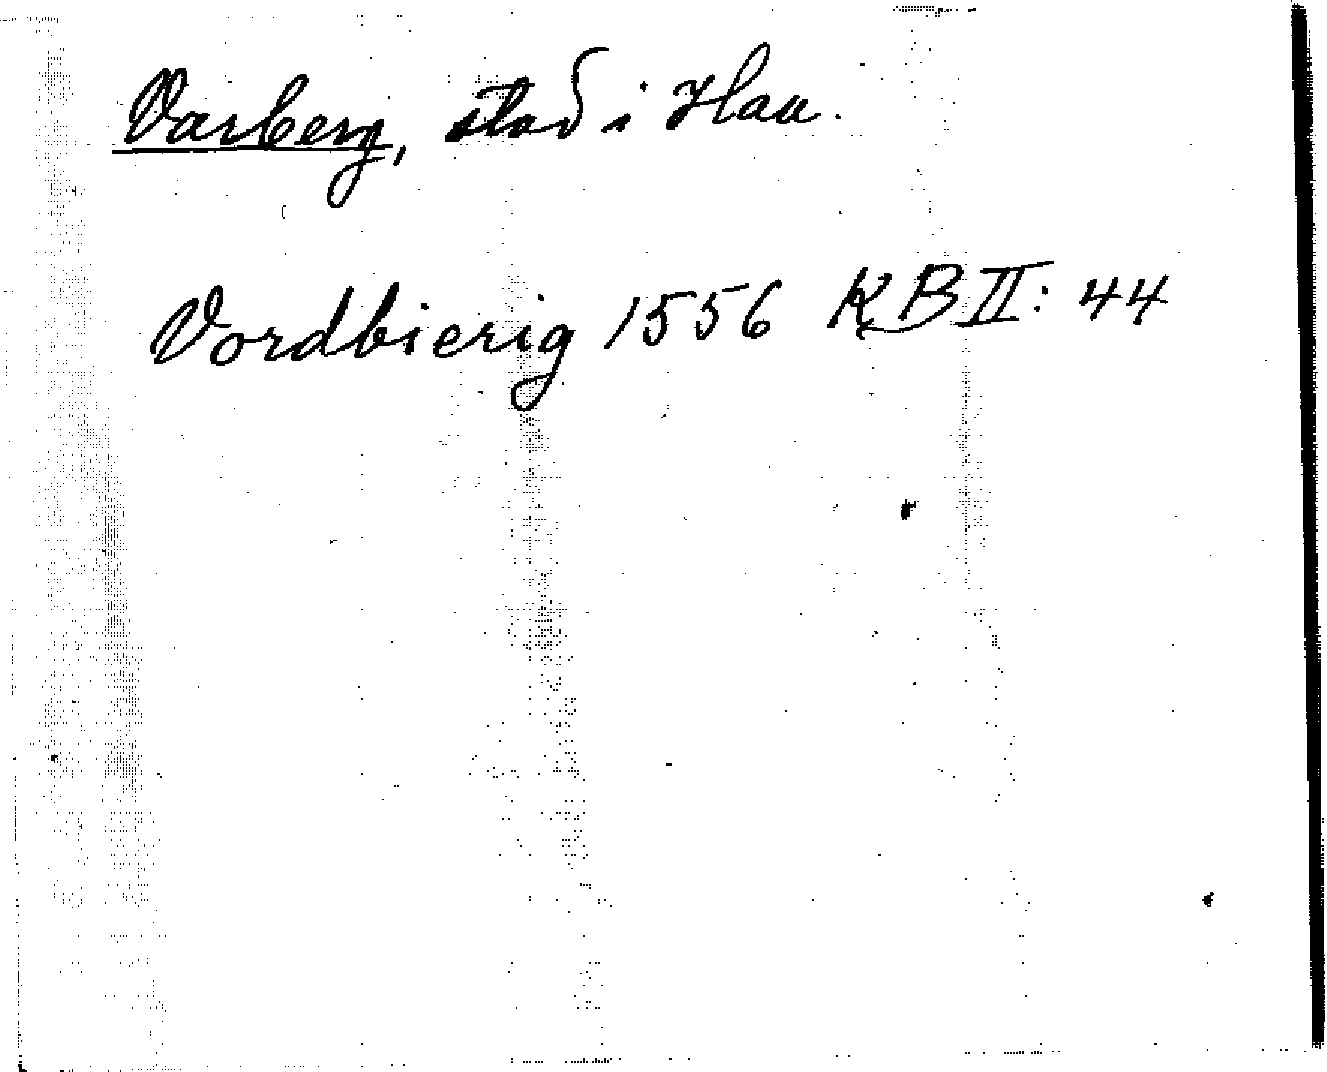 Varberg, stad i Hall.
Vordbierig 1556 KB II: 44